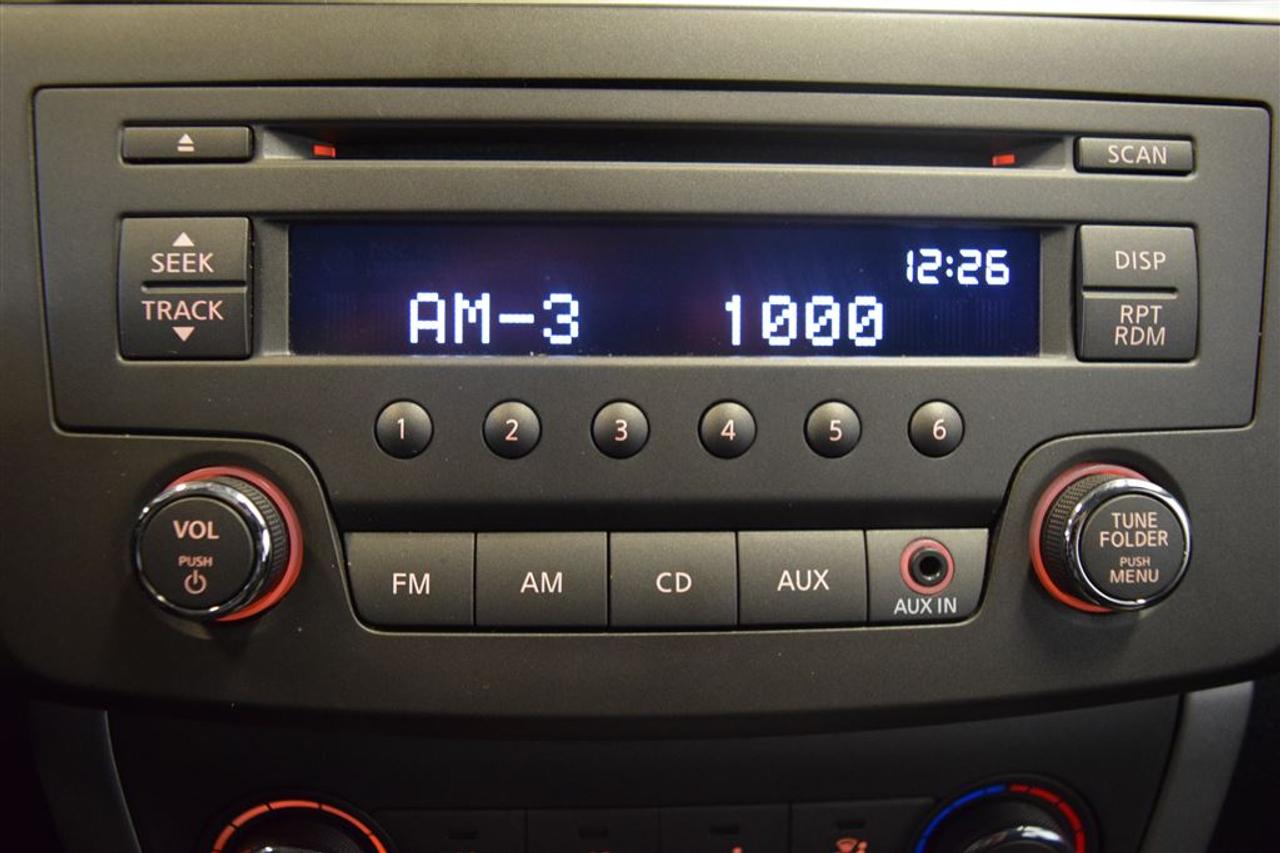 SCAN
SEEK
TRACK
12:26
AM-3 1000
DISP
RPT
RDM
1 2 3 4 5 6
VOL
PUSH
FM AM CD AUX
AUX IN
TUNE
FOLDER
PUSH
MENU